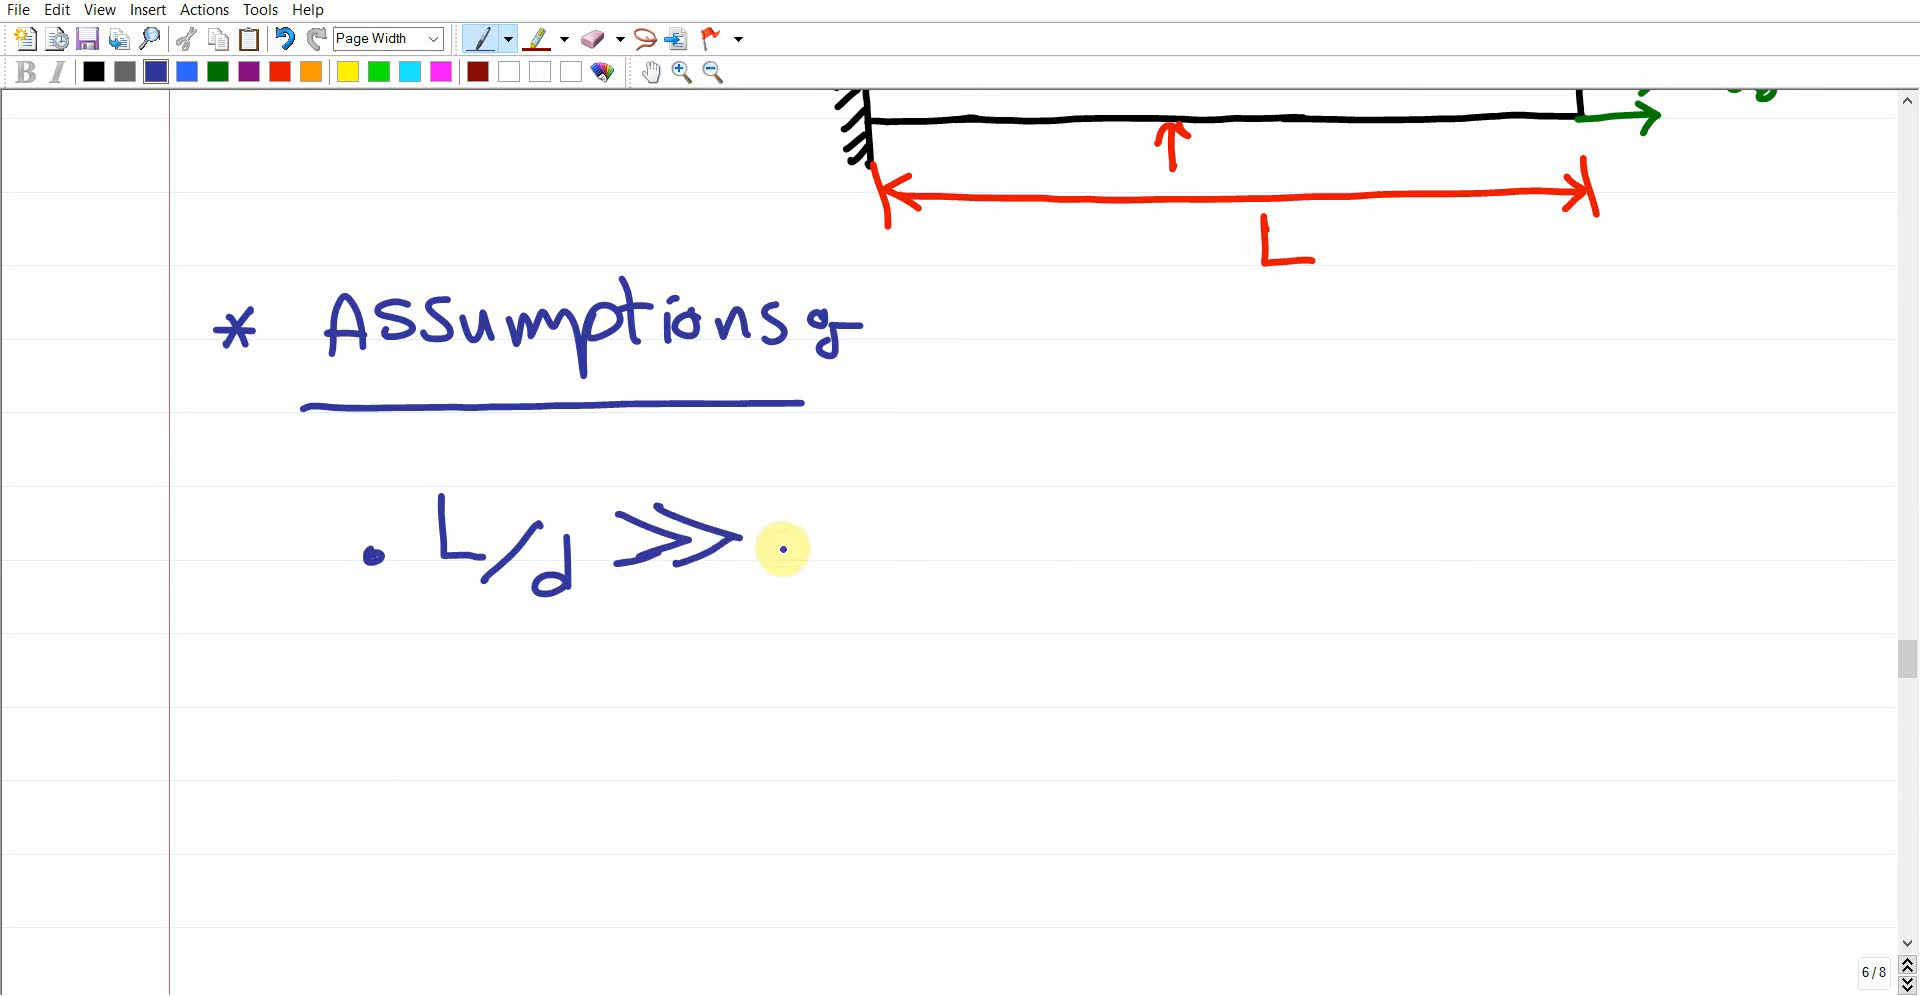 File Edit View Insert Actions Tools Help
Page Width
B I
L
* Assumptions :-
. L/d >>
6 / 8